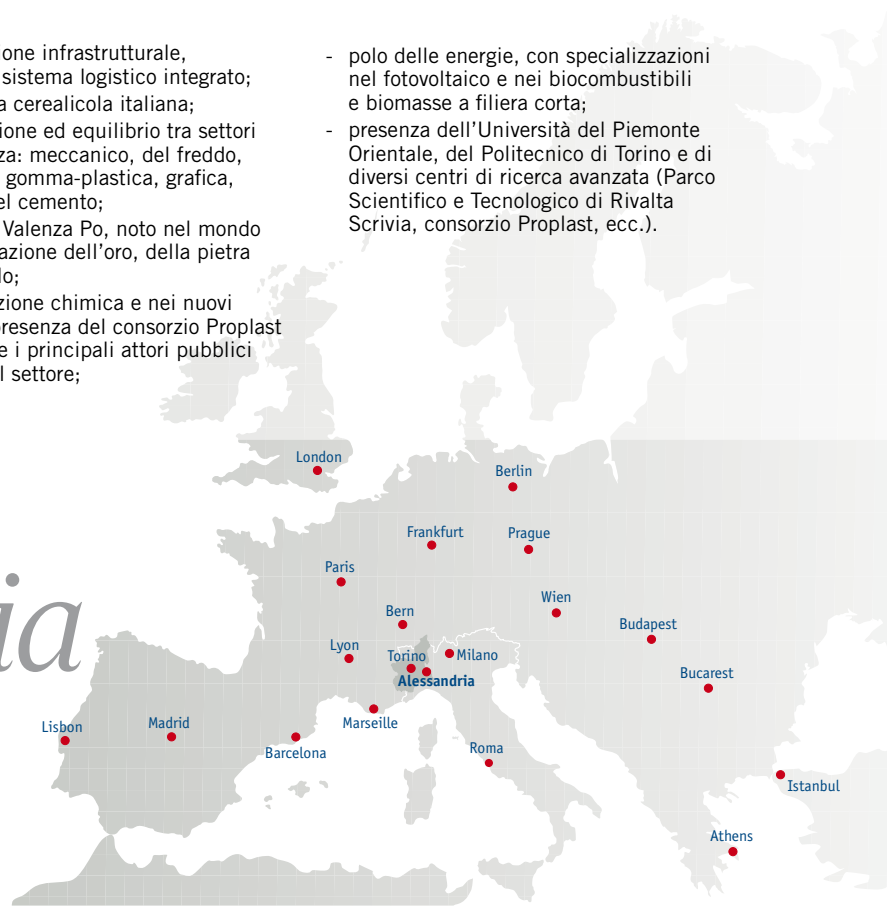 one infrastrutturale,
sistema logistico integrato;
a cerealicola italiana;
ione ed equilibrio tra settori
za: meccanico, del freddo,
gomma-plastica, grafica,
el cemento;
Valenza Po, noto nel mondo
azione dell'oro, della pietra
lo;
zione chimica e nei nuovi
presenza del consorzio Proplast
e i principali attori pubblici
l settore;
- polo delle energie, con specializzazioni
nel fotovoltaico e nei biocombustibili
e biomasse a filiera corta;
- presenza dell'Università del Piemonte
Orientale, del Politecnico di Torino e di
diversi centri di ricerca avanzata (Parco
Scientifico e Tecnologico di Rivalta
Scrivia, consorzio Proplast, ecc.).
London
Berlin
Frankfurt
Prague
Paris
Wien
Bern
Budapest
Lyon
Torino
Milano
Alessandria
Bucarest
ia
Lisbon
Madrid
Marseille
Barcelona
Roma
Istanbul
Athens